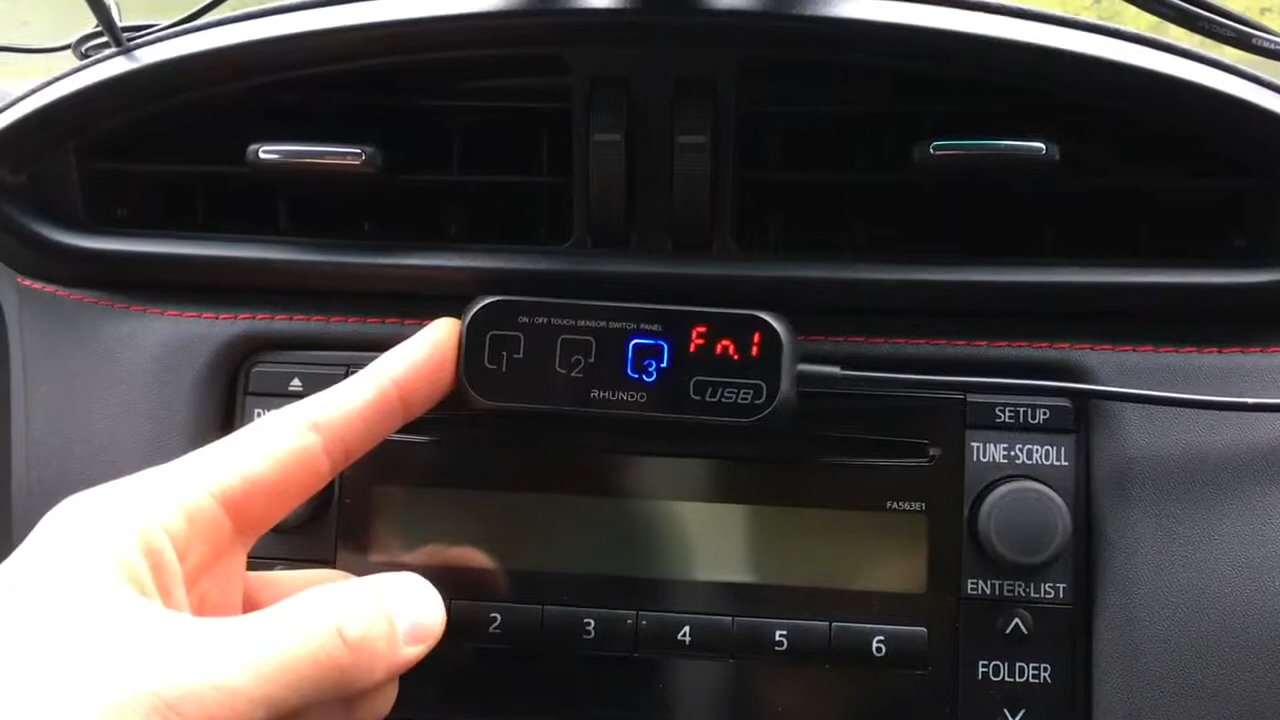 ON / OFF TOUCH SENSOR SWITCH PANEL
1 2 3 Fn.1
RHUNDO USB
SETUP
TUNE·SCROLL
FA563E1
ENTER·LIST
2 3 4 5 6
FOLDER